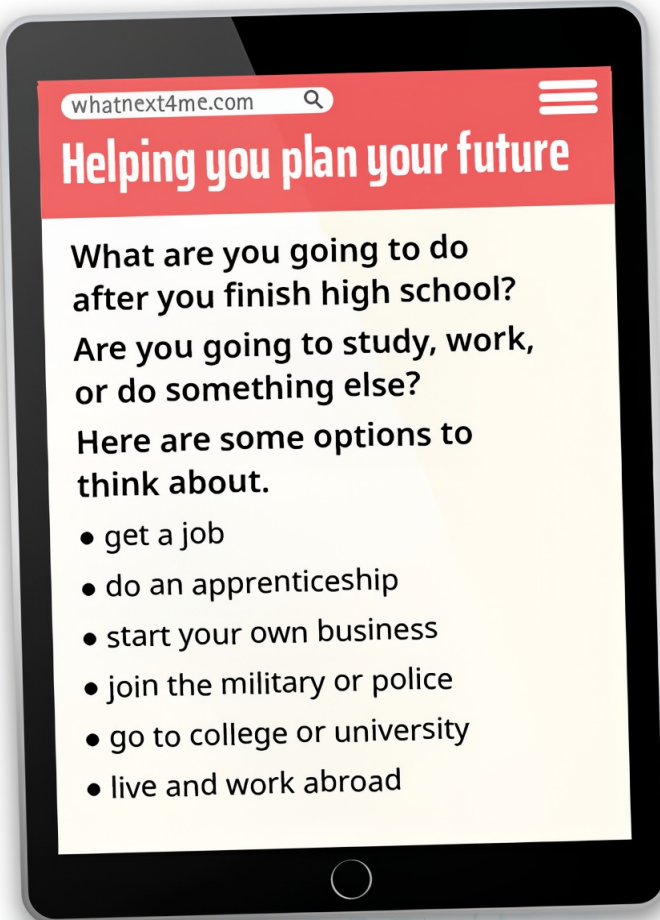 whatnext4me.com
Helping you plan your future
What are you going to do
after you finish high school?
Are you going to study, work,
or do something else?
Here are some options to
think about.
• get a job
• do an apprenticeship
• start your own business
• join the military or police
• go to college or university
• live and work abroad